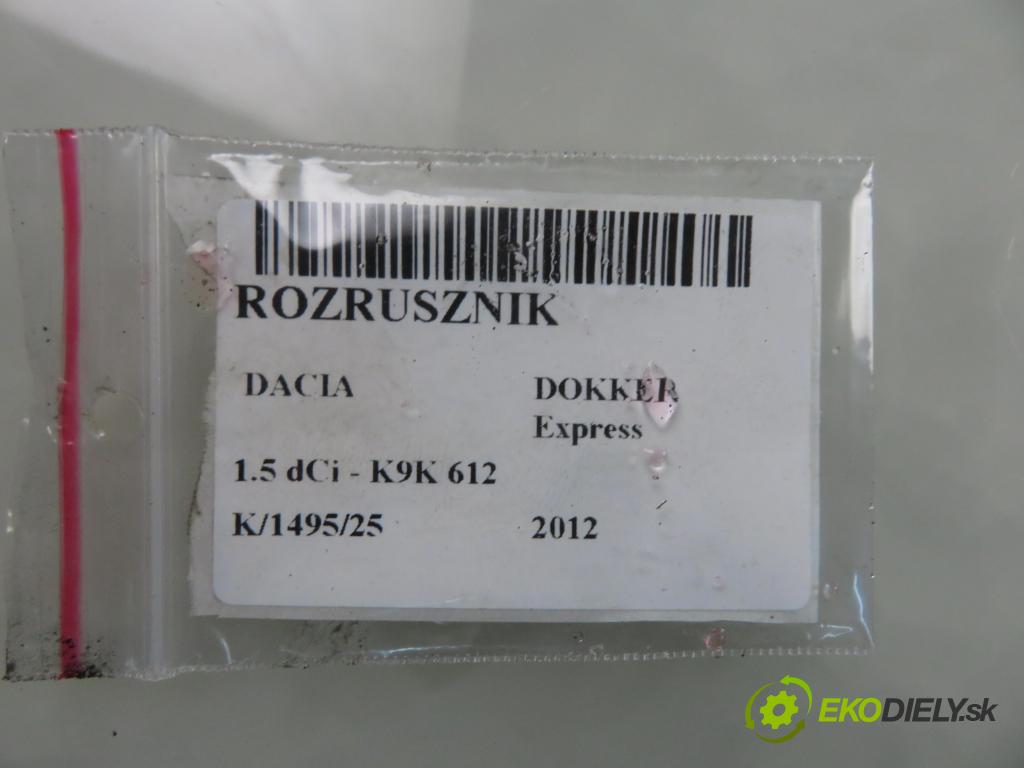 ROZRUSZNIK
DACIA DOKKER
Express
1.5 dCi - K9K 612
K/1495/25 2012
EKODIELY.sk